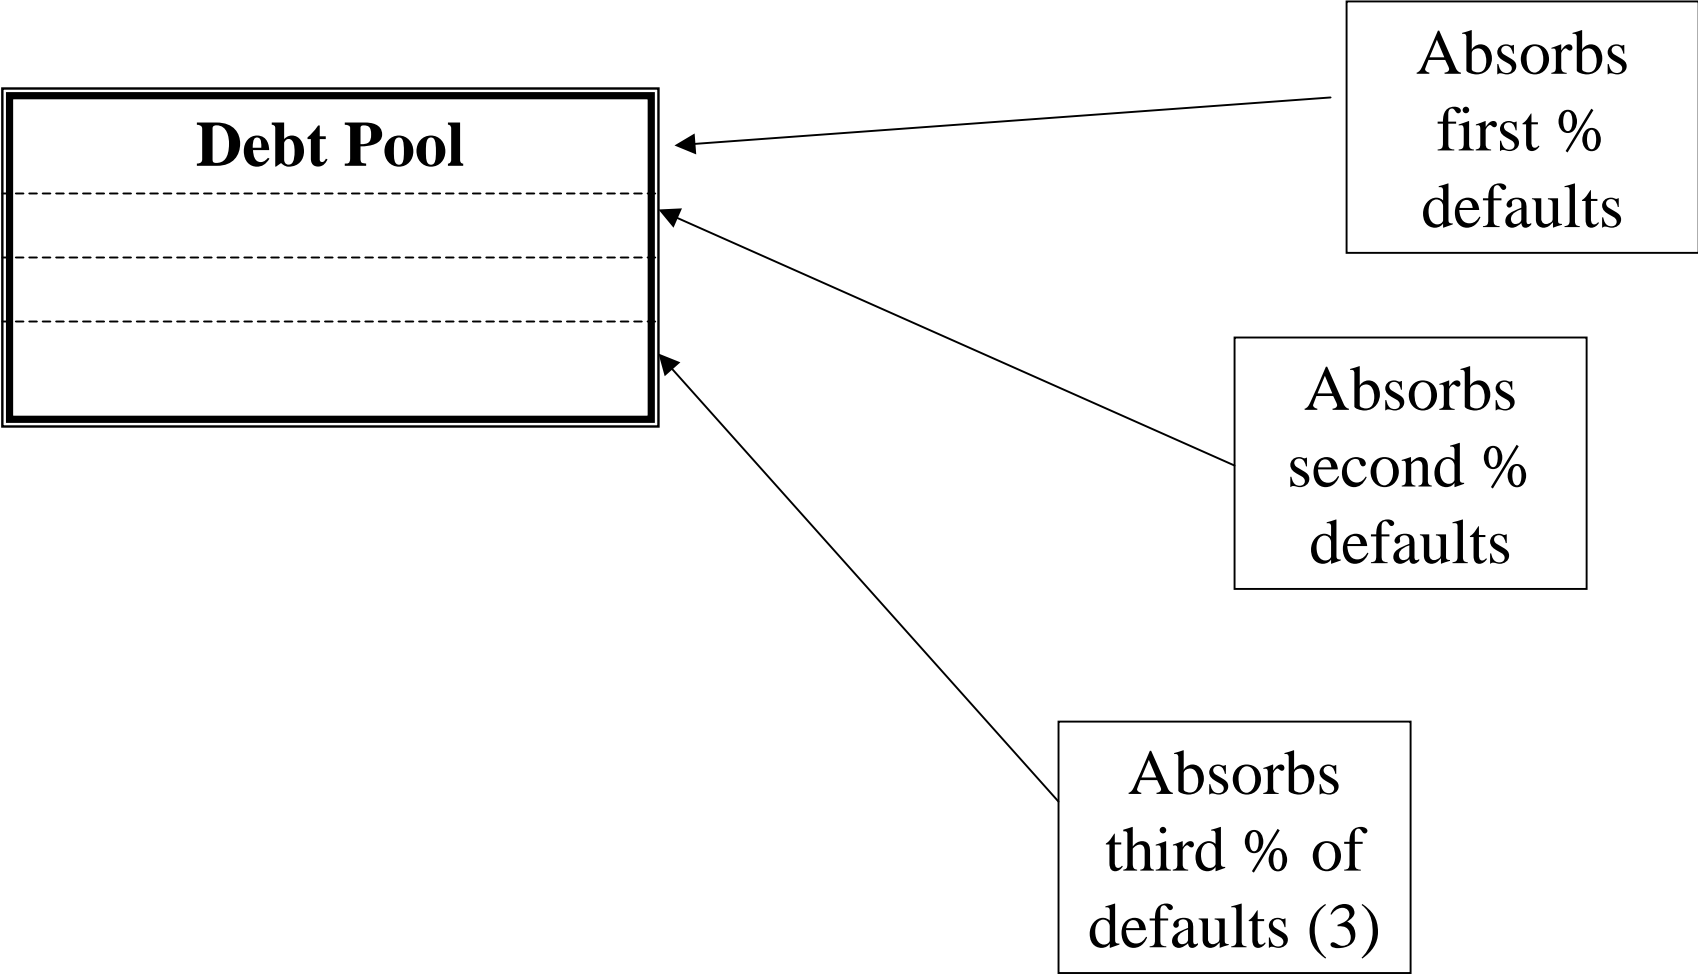 Debt Pool
Absorbs
first %
defaults
Absorbs
second %
defaults
Absorbs
third % of
defaults (3)